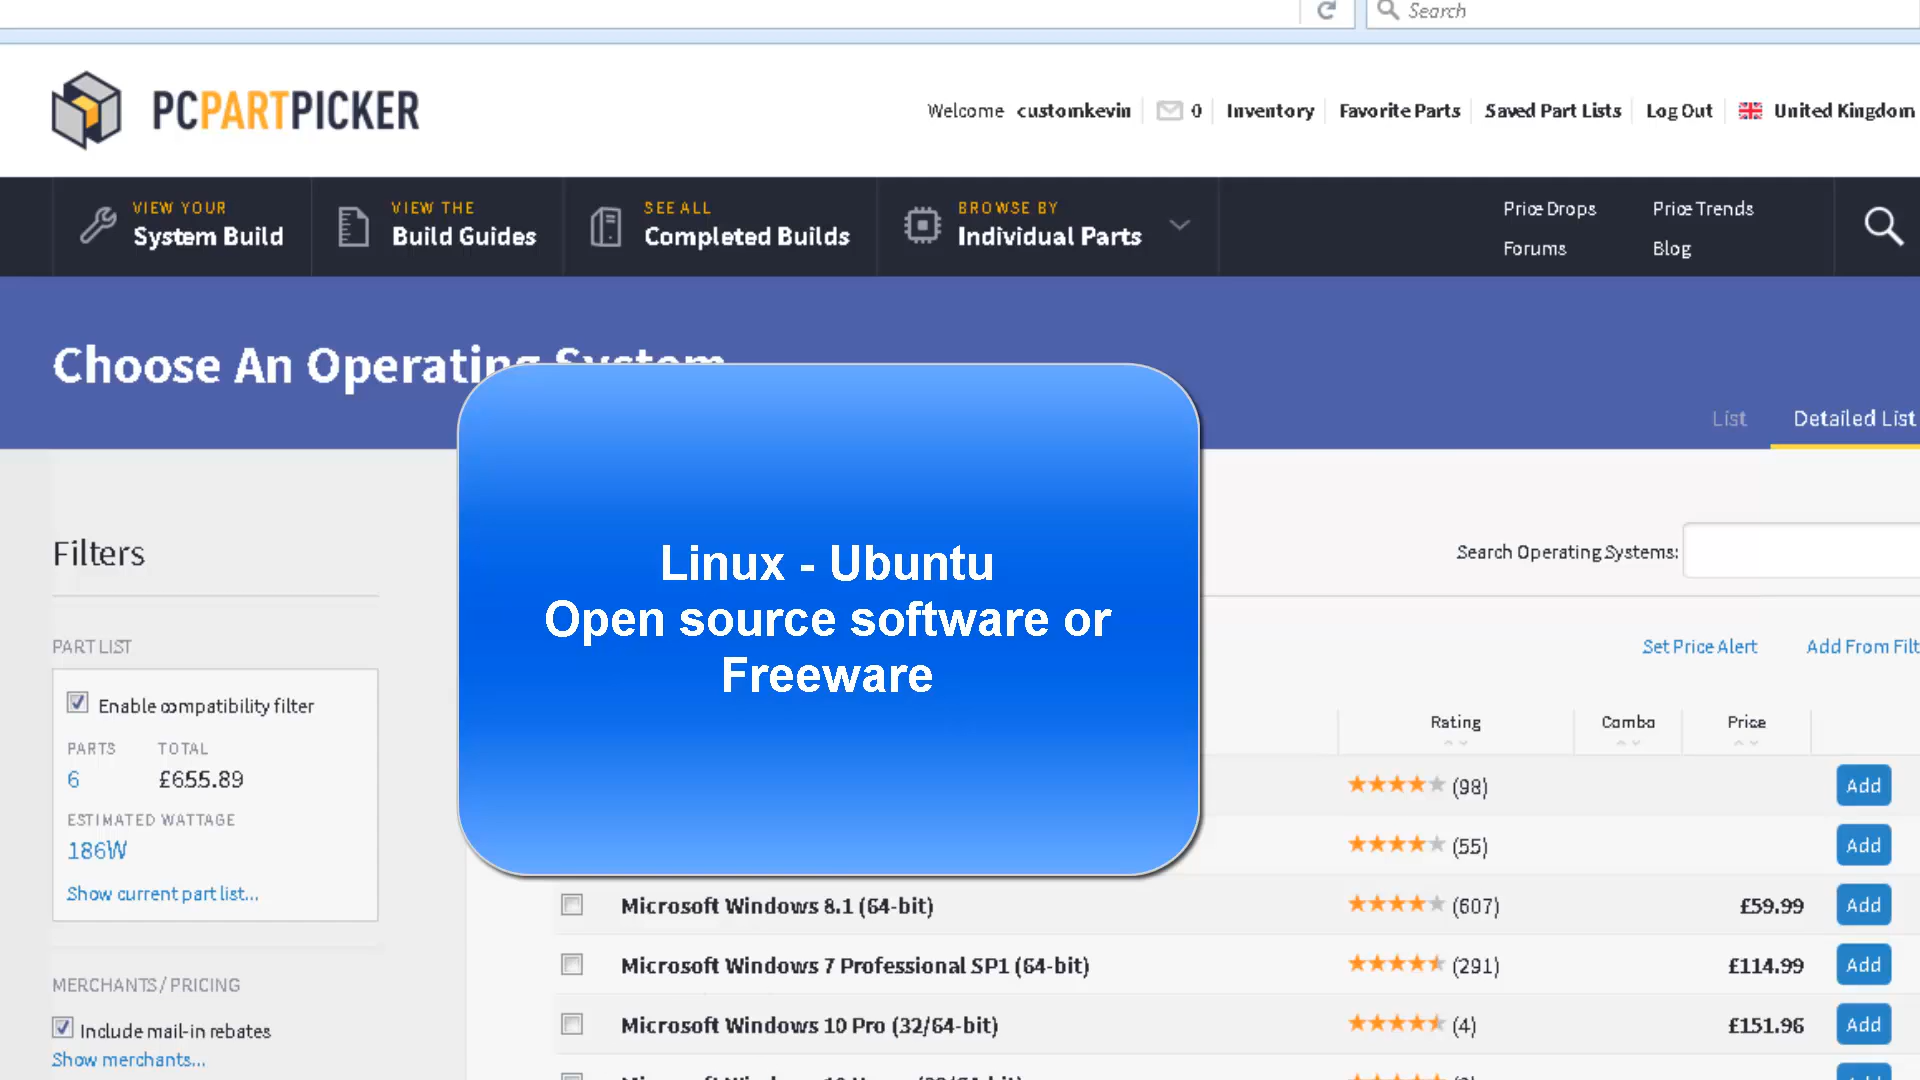 Search
PCPARTPICKER
Welcome customkevin 0 Inventory Favorite Parts Saved Part Lists Log Out United Kingdom
VIEW YOUR
System Build
VIEW THE
Build Guides
SEE ALL
Completed Builds
BROWSE BY
Individual Parts
Price Drops
Price Trends
Forums
Blog
Choose An Operating System
List
Detailed List
Linux - Ubuntu
Open source software or
Freeware
Filters
Search Operating Systems:
PART LIST
Enable compatibility filter
PARTS TOTAL
6 £655.89
ESTIMATED WATTAGE
186W
Show current part list...
MERCHANTS / PRICING
Include mail-in rebates
Show merchants...
Set Price Alert
Add From
Rating Combo Price
(98) Add
(55) Add
Microsoft Windows 8.1 (64-bit) (607) £59.99 Add
Microsoft Windows 7 Professional SP1 (64-bit) (291) £114.99 Add
Microsoft Windows 10 Pro (32/64-bit) (4) £151.96 Add